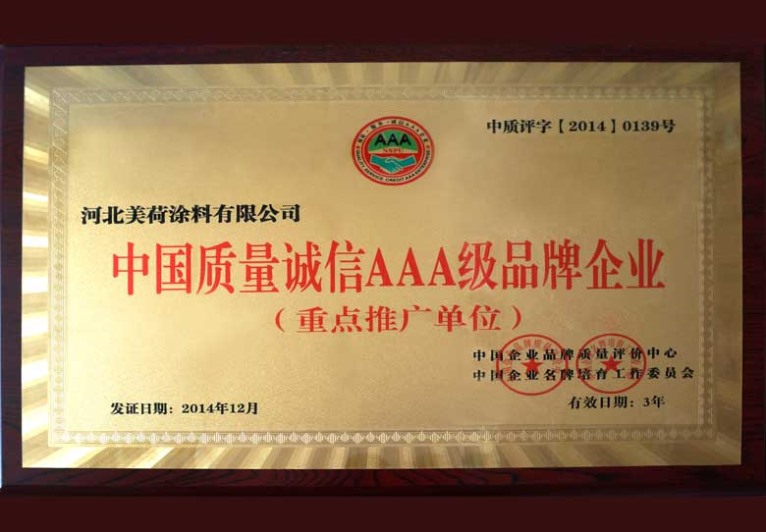 中质评字【2014】0139号
AAA
河北美荷涂料有限公司
中国质量诚信AAA级品牌企业
（重点推广单位）
中国企业品牌质量评价中心
中国企业名牌培育工作委员会
发证日期：2014年12月
有效日期：3年